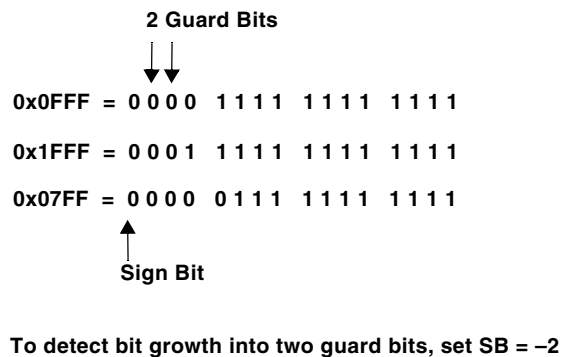 2 Guard Bits
0x0FFF = 0 0 0 0 1 1 1 1 1 1 1 1 1 1 1 1
0x1FFF = 0 0 0 1 1 1 1 1 1 1 1 1 1 1 1 1
0x07FF = 0 0 0 0 0 1 1 1 1 1 1 1 1 1 1 1
Sign Bit
To detect bit growth into two guard bits, set SB = –2